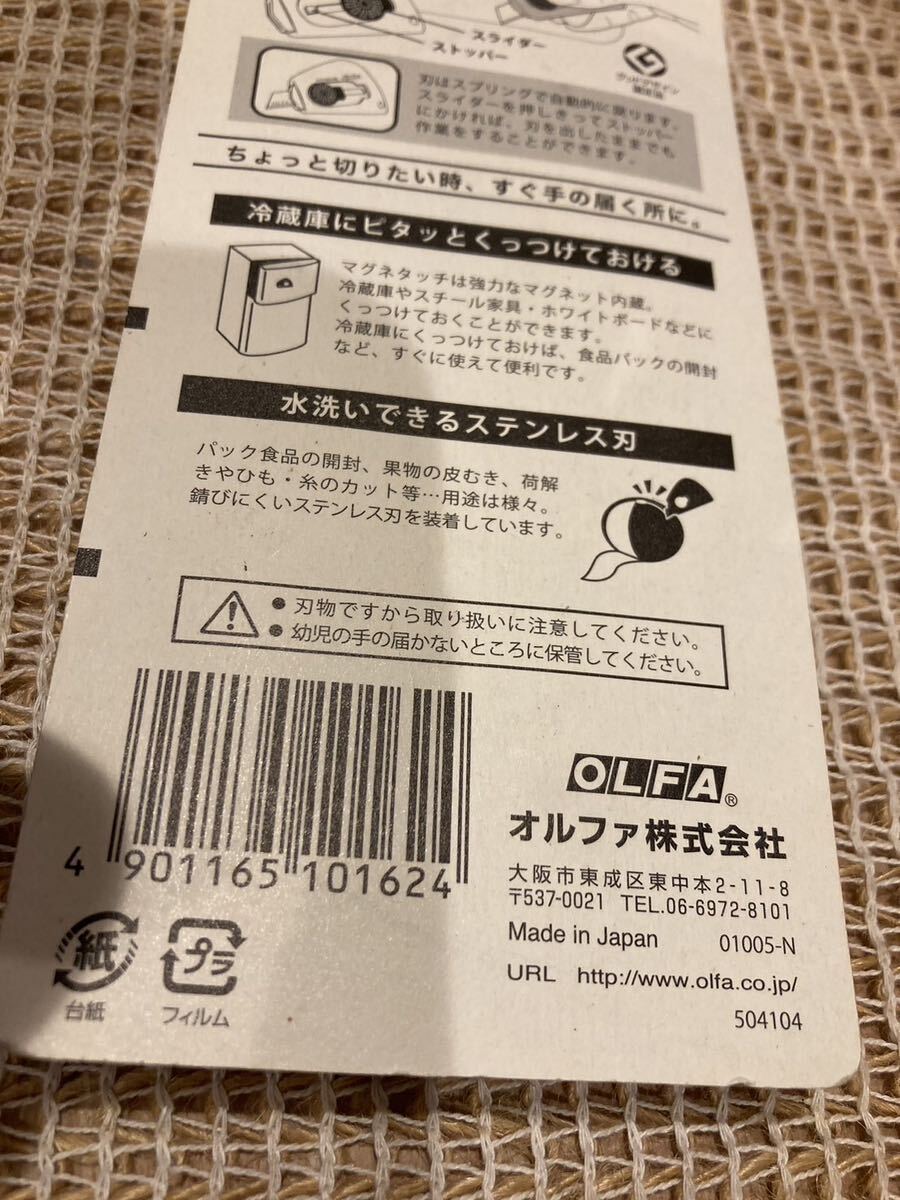 スライダー
ストッパー
グッドデザイン
刃はスプリングで自動的に戻ります。
スライダーを押しきってストッパー
にかければ、刃を出したままでも
作業をすることができます。
ちょっと切りたい時、すぐ手の届く所に。
冷蔵庫にピタッとくっつけておける
マグネタッチは強力なマグネット内蔵。
冷蔵庫やスチール家具・ホワイトボードなどに
くっつけておくことができます。
冷蔵庫にくっつけておけば、食品パックの開封
など、すぐに使えて便利です。
水洗いできるステンレス刃
パック食品の開封、果物の皮むき、荷解
きやひも・糸のカット等…用途は様々。
錆びにくいステンレス刃を装着しています。
●刃物ですから取り扱いに注意してください。
●幼児の手の届かないところに保管してください。
4 901165 101624
OLFA®
オルファ株式会社
大阪市東成区東中本2-11-8
〒537-0021 TEL.06-6972-8101
Made in Japan 01005-N
URL http://www.olfa.co.jp/
504104
紙
台紙
プラ
フィルム